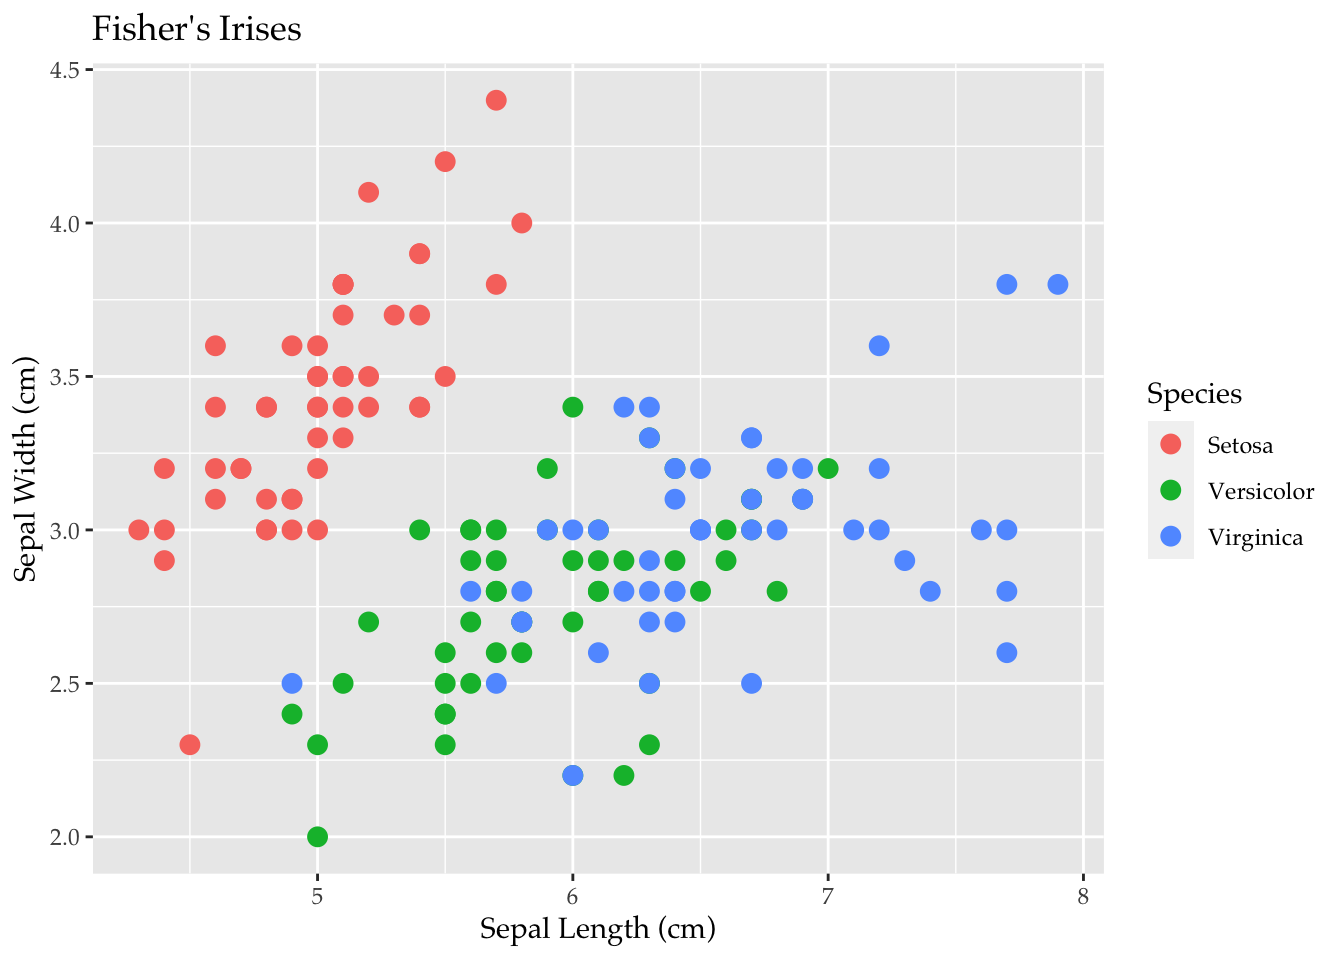 Fisher's Irises
4.5
4.0
3.5
3.0
2.5
2.0
Sepal Width (cm)
5 6 7 8
Sepal Length (cm)
Species
Setosa
Versicolor
Virginica